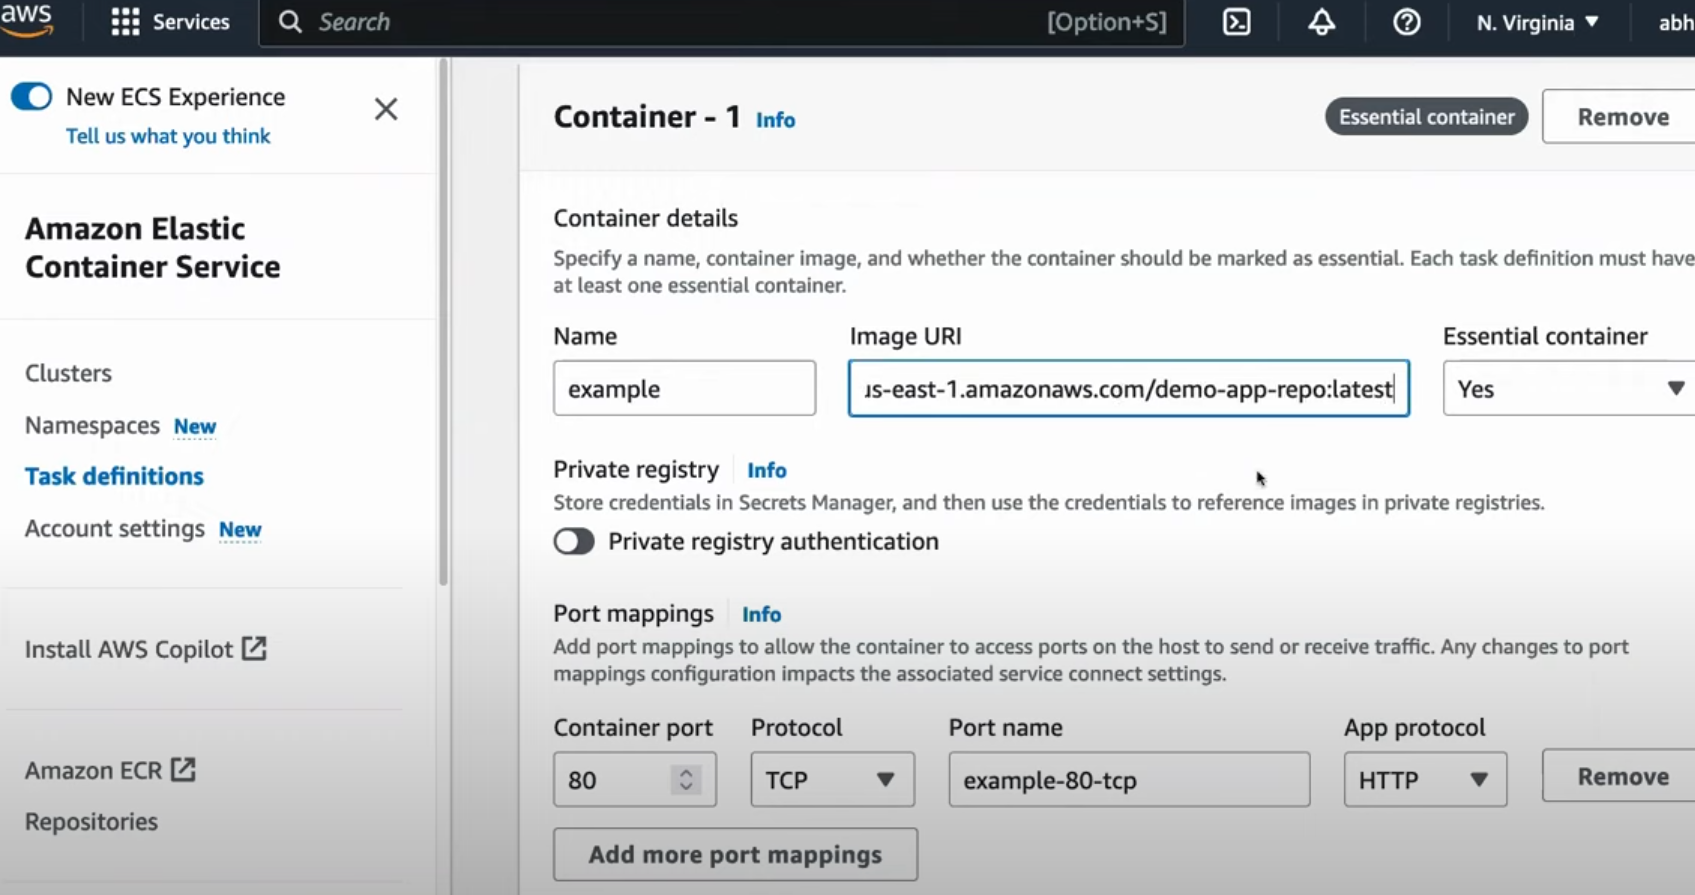 aws
Services
Search
[Option+S]
N. Virginia
abh
New ECS Experience
Tell us what you think
Amazon Elastic
Container Service
Clusters
Namespaces New
Task definitions
Account settings New
Install AWS Copilot
Amazon ECR
Repositories
Container - 1 Info
Essential container
Remove
Container details
Specify a name, container image, and whether the container should be marked as essential. Each task definition must have
at least one essential container.
Name
Image URI
Essential container
example
us-east-1.amazonaws.com/demo-app-repo:latest
Yes
Private registry Info
Store credentials in Secrets Manager, and then use the credentials to reference images in private registries.
Private registry authentication
Port mappings Info
Add port mappings to allow the container to access ports on the host to send or receive traffic. Any changes to port
mappings configuration impacts the associated service connect settings.
Container port
Protocol
Port name
App protocol
80
TCP
example-80-tcp
HTTP
Remove
Add more port mappings